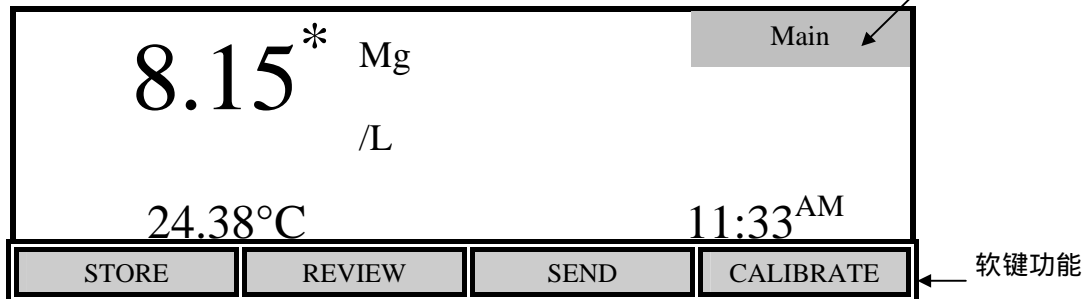 Main
8.15* Mg
/L
24.38°C 11:33AM
STORE REVIEW SEND CALIBRATE 软键功能